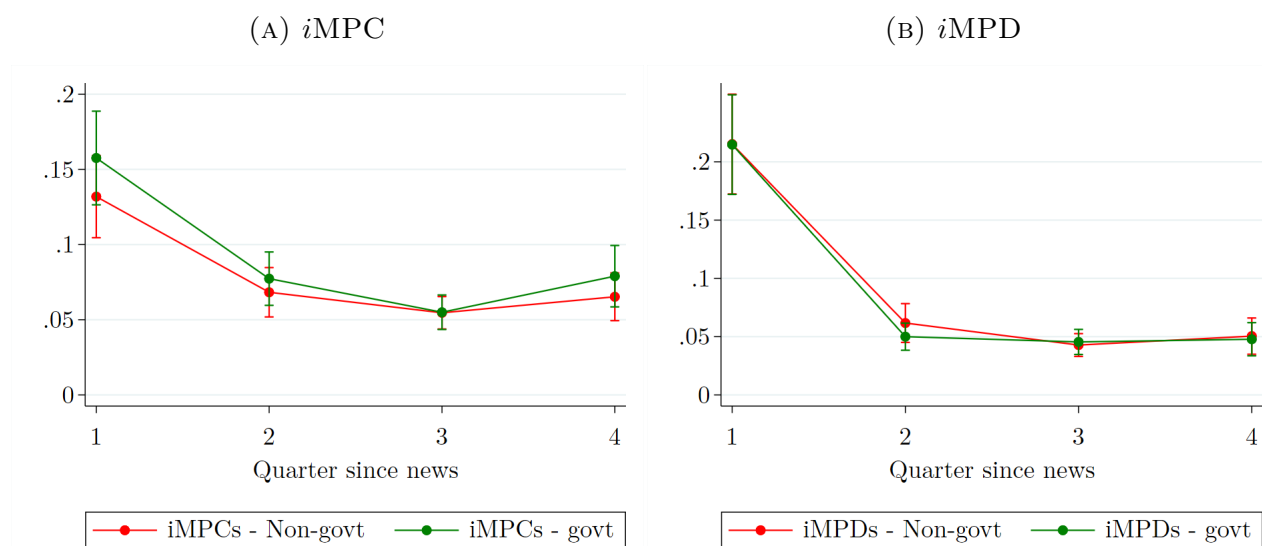 (A) iMPC
.2
.15
.1
.05
0
1 2 3 4
Quarter since news
iMPCs - Non-govt iMPCs - govt
(B) iMPD
.2
.15
.1
.05
0
1 2 3 4
Quarter since news
iMPDs - Non-govt iMPDs - govt